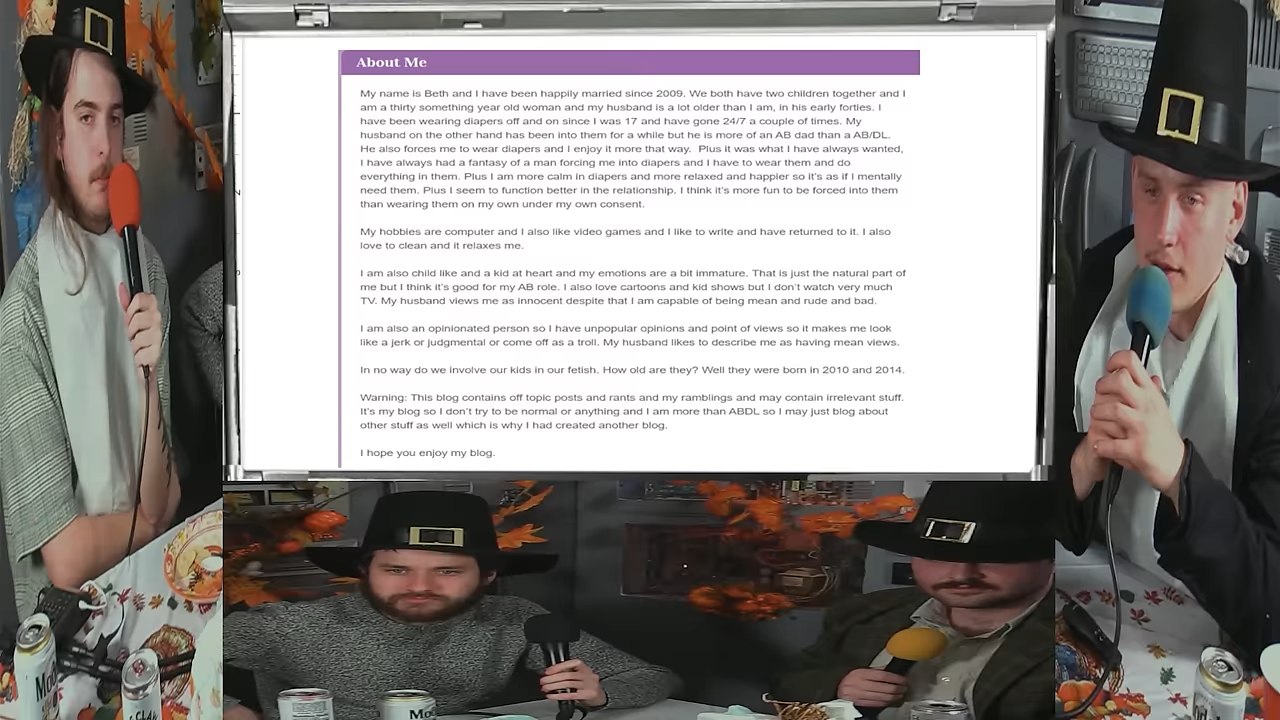 About Me
My name is Beth and I have been happily married since 2009. We both have two children together and I
am a thirty something year old woman and my husband is a lot older than I am, in his early forties. I
have been wearing diapers off and on since I was 17 and have gone 24/7 a couple of times. My
husband on the other hand has been into them for a while but he is more of an AB dad than a AB/DL.
He also forces me to wear diapers and I enjoy it more that way.  Plus it was what I have always wanted,
I have always had a fantasy of a man forcing me into diapers and I have to wear them and do
everything in them. Plus I am more calm in diapers and more relaxed and happier so it's as if I mentally
need them. Plus I seem to function better in the relationship. I think it's more fun to be forced into them
than wearing them on my own under my own consent.
My hobbies are computer and I also like video games and I like to write and have returned to it. I also
love to clean and it relaxes me.
I am also child like and a kid at heart and my emotions are a bit immature. That is just the natural part of
me but I think it's good for my AB role. I also love cartoons and kid shows but I don't watch very much
TV. My husband views me as innocent despite that I am capable of being mean and rude and bad.
I am also an opinionated person so I have unpopular opinions and point of views so it makes me look
like a jerk or judgmental or come off as a troll. My husband likes to describe me as having mean views.
In no way do we involve our kids in our fetish. How old are they? Well they were born in 2010 and 2014.
Warning: This blog contains off topic posts and rants and my ramblings and may contain irrelevant stuff.
It's my blog so I don't try to be normal or anything and I am more than ABDL so I may just blog about
other stuff as well which is why I had created another blog.
I hope you enjoy my blog.